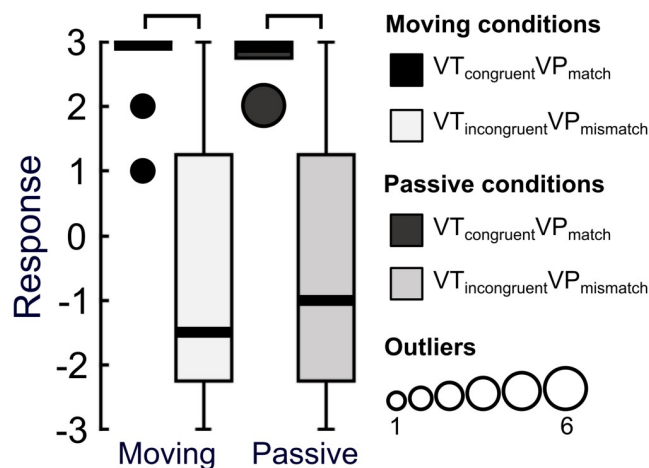 Response
3
2
1
0
-1
-2
-3
Moving Passive
Moving conditions
VTcongruentVPmatch
VTincongruentVPmismatch
Passive conditions
VTcongruentVPmatch
VTincongruentVPmismatch
Outliers
1 6